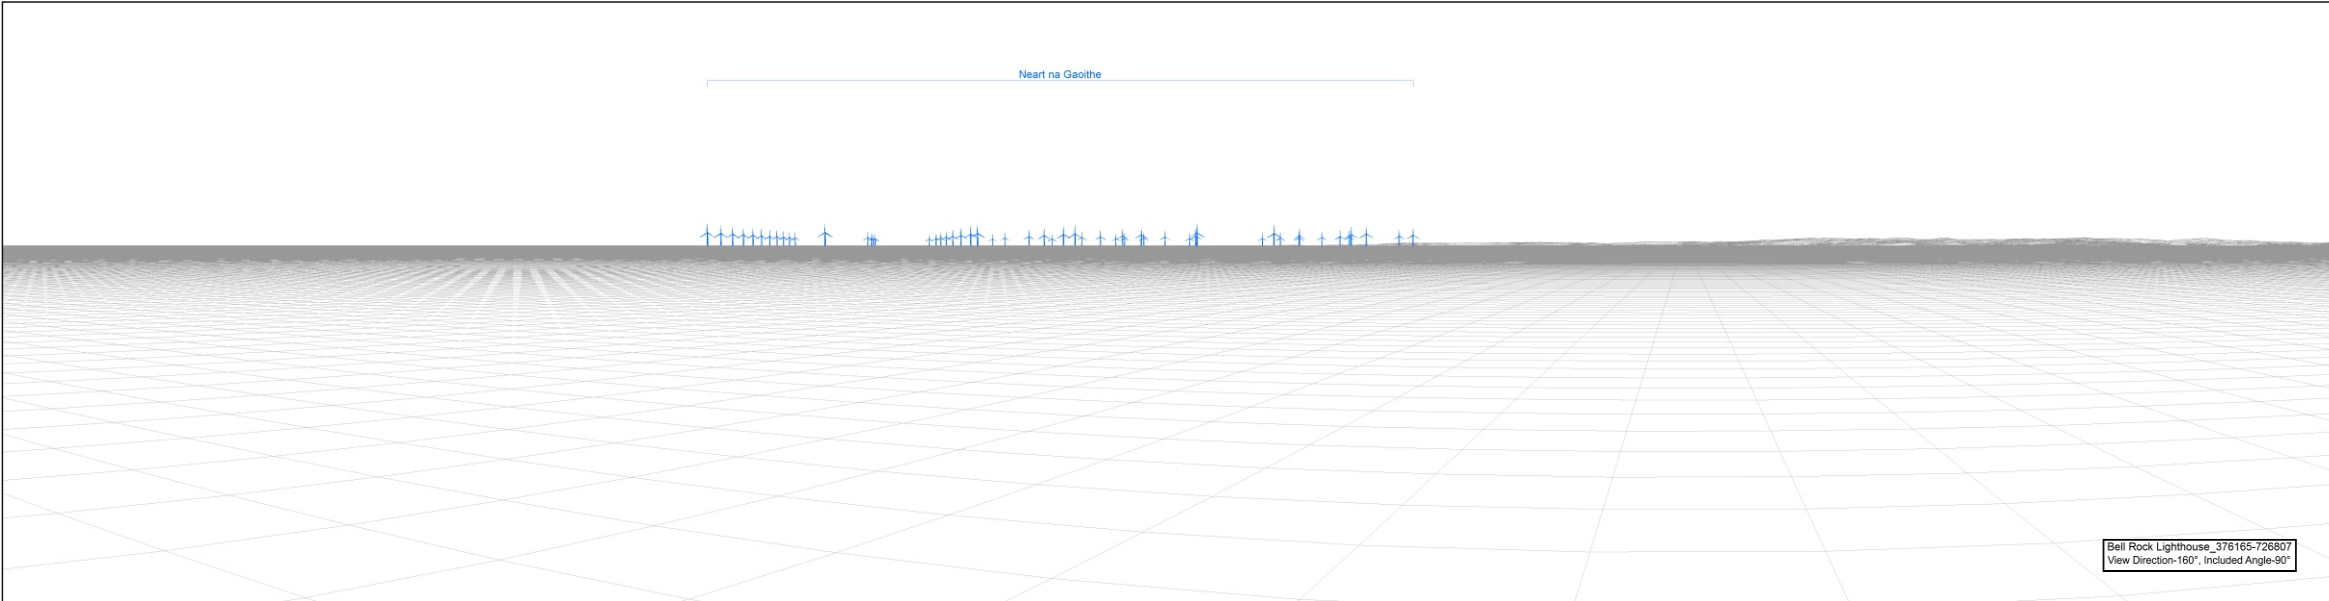 Neart na Gaoithe
Bell Rock Lighthouse_376165-726807
View Direction-160°, Included Angle-90°